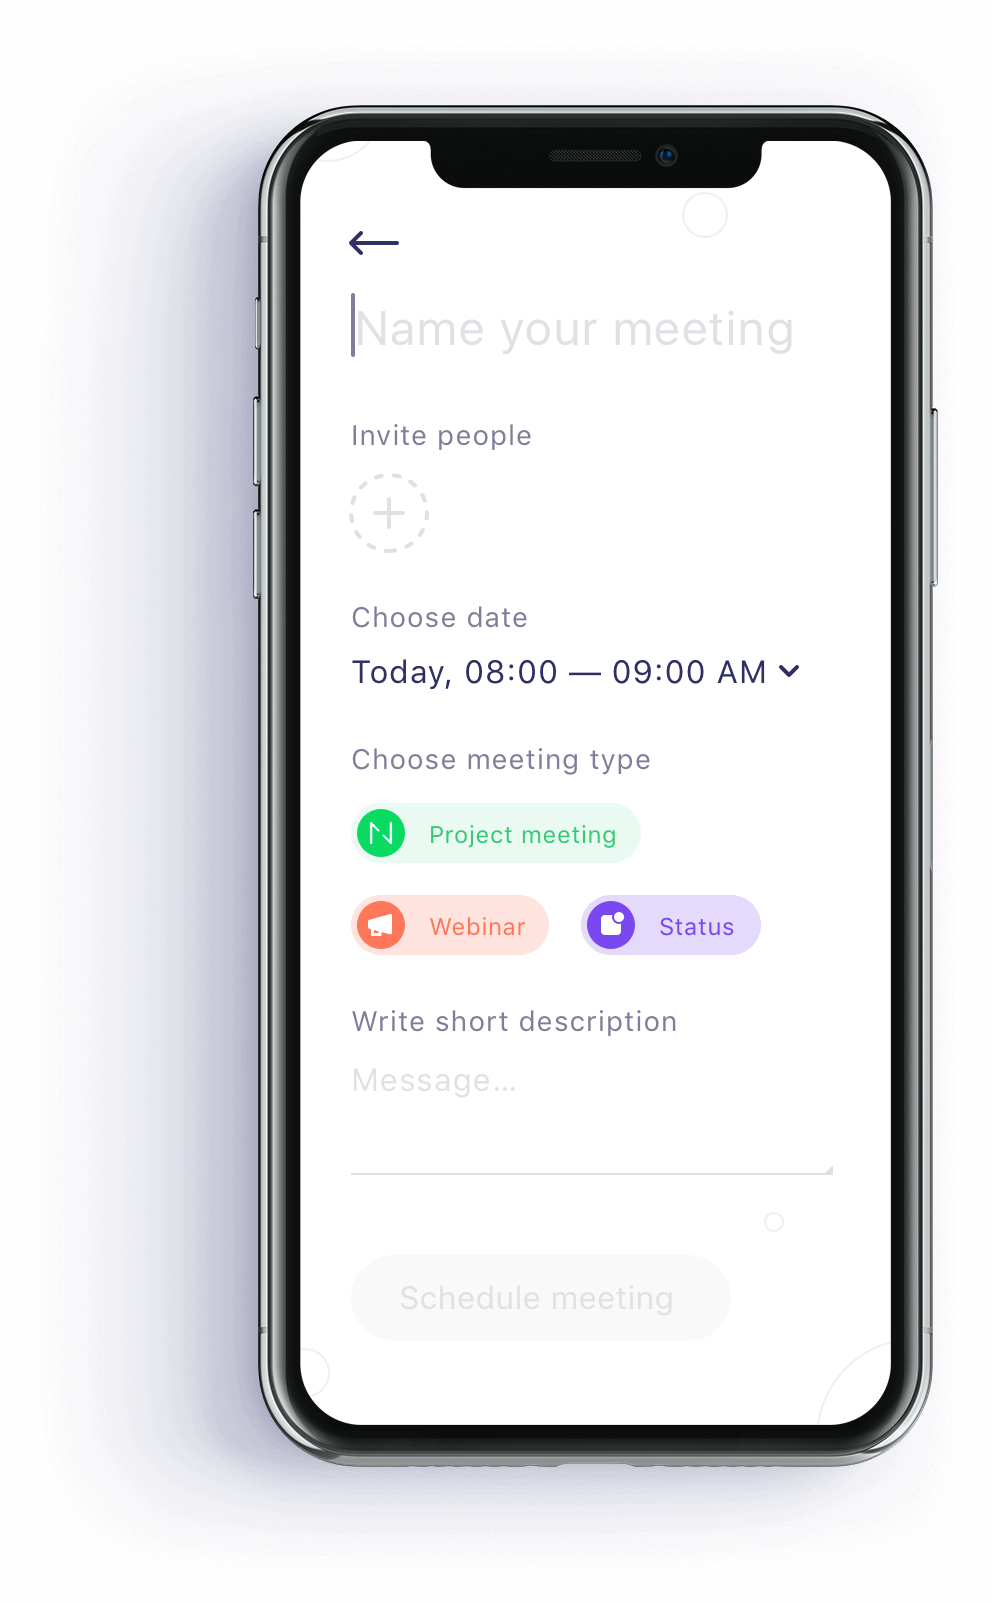 Name your meeting
Invite people
Choose date
Today, 08:00 — 09:00 AM
Choose meeting type
Project meeting
Webinar
Status
Write short description
Message...
Schedule meeting